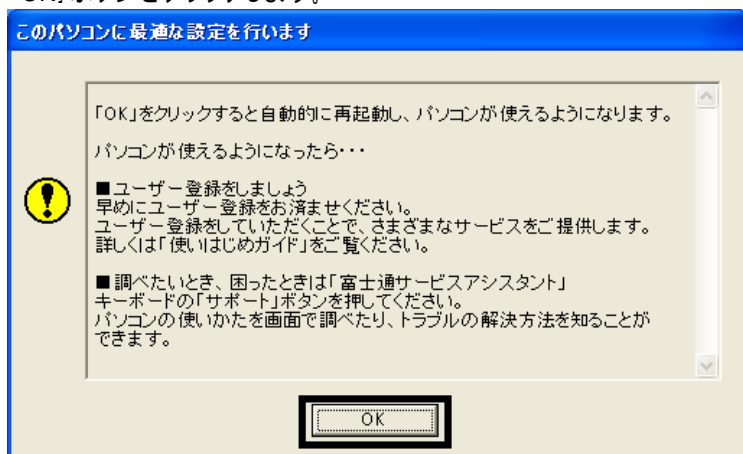 このパソコンに最適な設定を行います
「OK」をクリックすると自動的に再起動し、パソコンが使えるようになります。
パソコンが使えるようになったら・・・
■ユーザー登録をしましょう
早めにユーザー登録をお済ませください。
ユーザー登録をしていただくことで、さまざまなサービスをご提供します。
詳しくは「使いはじめガイド」をご覧ください。
■調べたいとき、困ったときは「富士通サービスアシスタント」
キーボードの「サポート」ボタンを押してください。
パソコンの使いかたを画面で調べたり、トラブルの解決方法を知ることが
できます。
OK